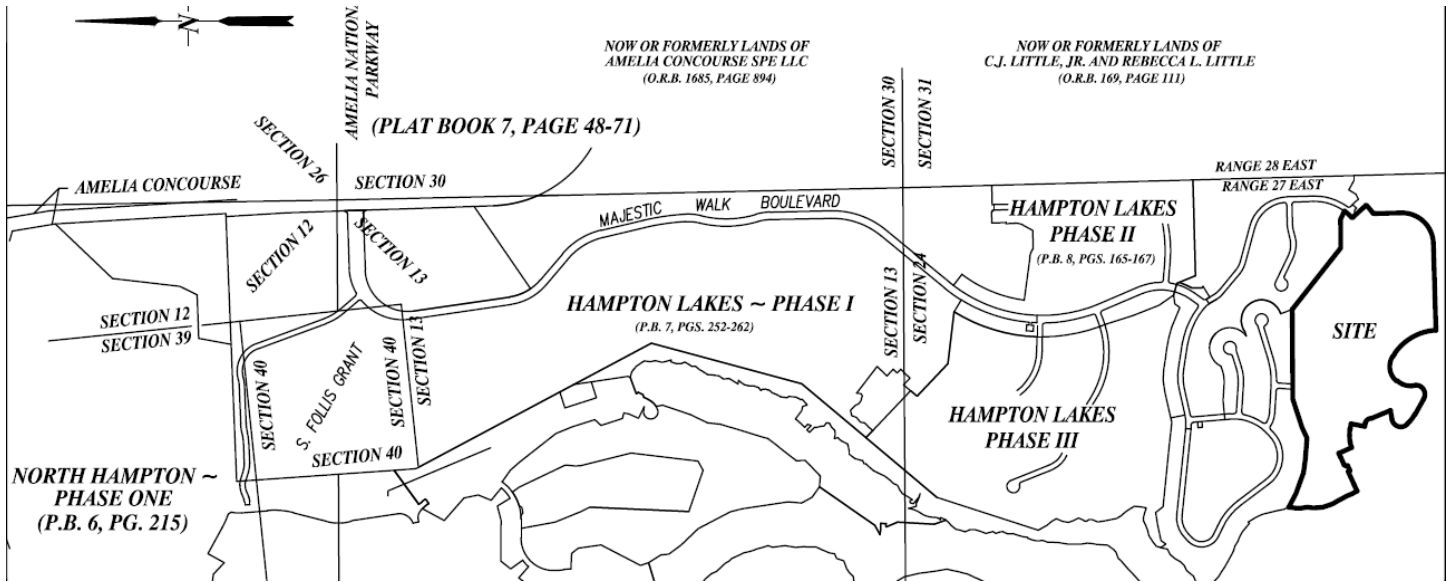 N
AMELIA NATION.
PARKWAY
NOW OR FORMERLY LANDS OF
AMELIA CONCOURSE SPE LLC
(O.R.B. 1685, PAGE 894)
NOW OR FORMERLY LANDS OF
C.J. LITTLE, JR. AND REBECCA L. LITTLE
(O.R.B. 169, PAGE 111)
(PLAT BOOK 7, PAGE 48-71)
SECTION 26
SECTION 30
SECTION 31
AMELIA CONCOURSE
SECTION 30
RANGE 28 EAST
RANGE 27 EAST
MAJESTIC WALK BOULEVARD
HAMPTON LAKES
PHASE II
(P.B. 8, PGS. 165-167)
SECTION 12
SECTION 13
SECTION 13
SECTION 24
HAMPTON LAKES ~ PHASE I
(P.B. 7, PGS. 252-262)
SECTION 12
SECTION 39
SITE
SECTION 40
S. FOLLIS GRANT
SECTION 40
SECTION 13
SECTION 40
HAMPTON LAKES
PHASE III
NORTH HAMPTON ~
PHASE ONE
(P.B. 6, PG. 215)